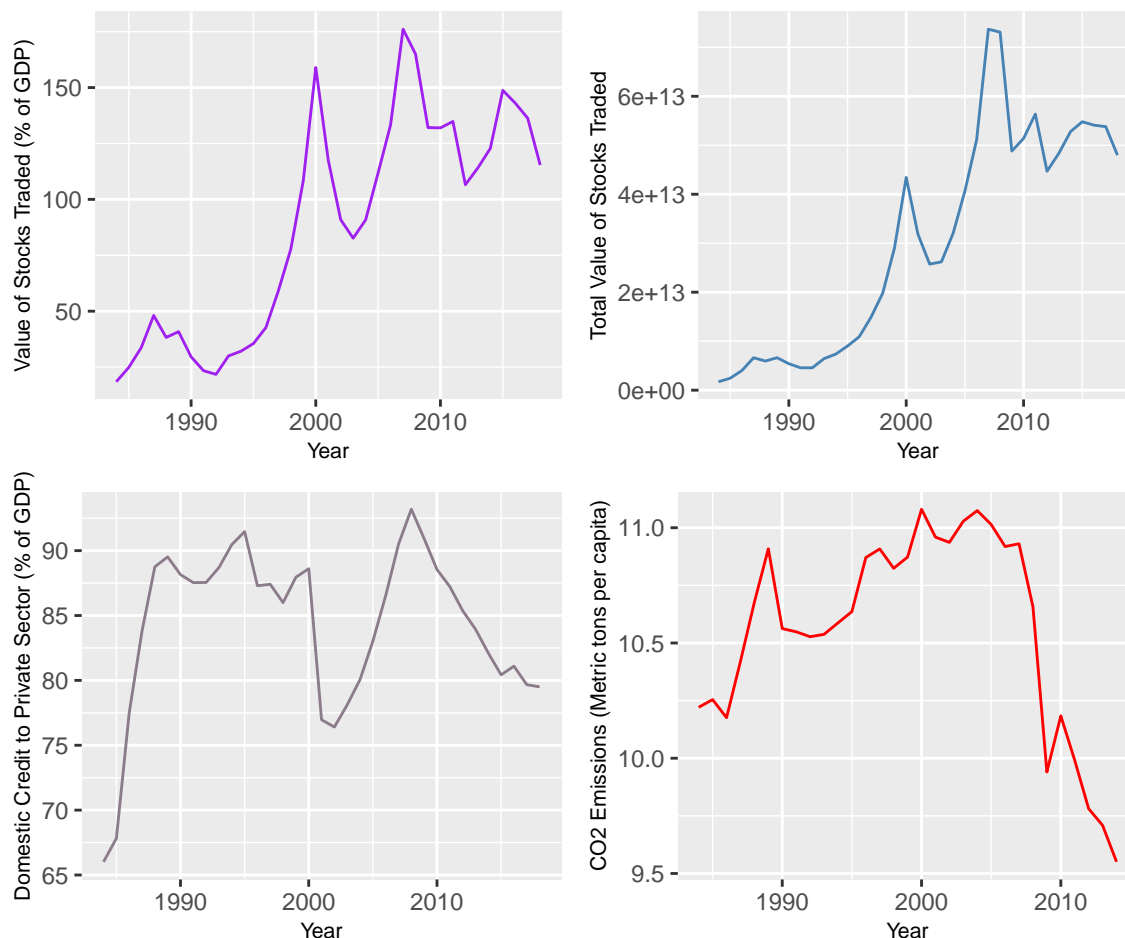 Value of Stocks Traded (% of GDP)
150
100
50
1990
2000
2010
Year
Total Value of Stocks Traded
6e+13
4e+13
2e+13
0e+00
1990
2000
2010
Year
Domestic Credit to Private Sector (% of GDP)
90
85
80
75
70
65
1990
2000
2010
Year
CO2 Emissions (Metric tons per capita)
11.0
10.5
10.0
9.5
1990
2000
2010
Year